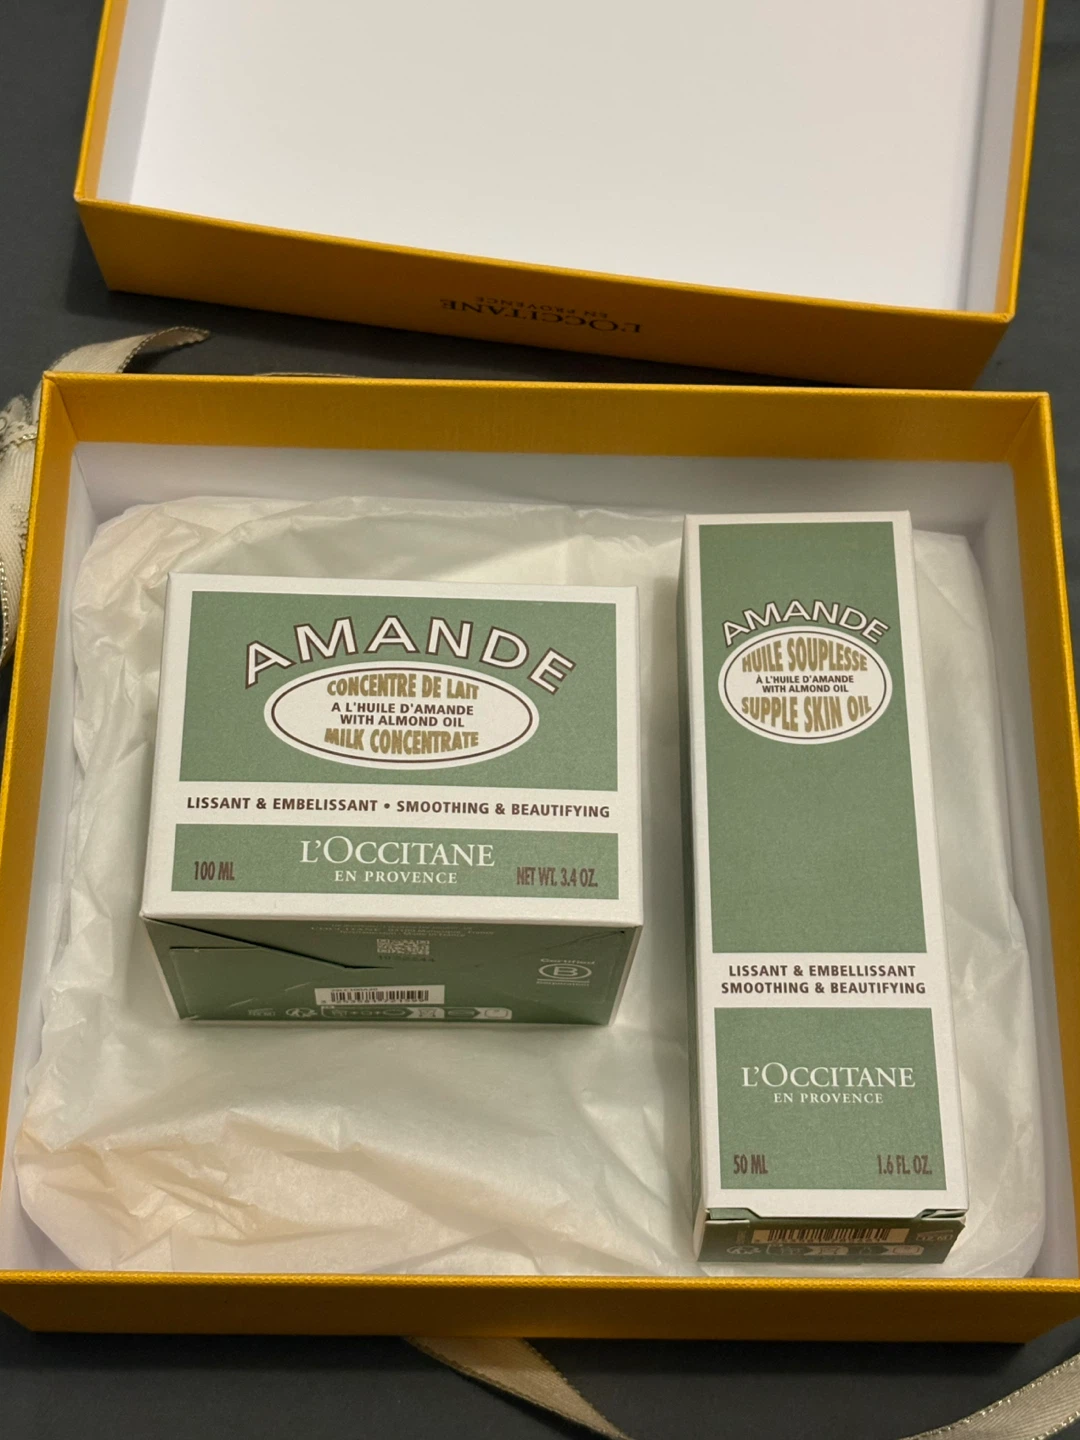 L'OCCITANE
EN PROVENCE
AMANDE
CONCENTRE DE LAIT
A L'HUILE D'AMANDE
WITH ALMOND OIL
MILK CONCENTRATE
LISSANT & EMBELISSANT • SMOOTHING & BEAUTIFYING
L'OCCITANE
EN PROVENCE
100 ML
NET WT. 3.4 OZ.
Certified
B
AMANDE
HUILE SOUPLESSE
À L'HUILE D'AMANDE
WITH ALMOND OIL
SUPPLE SKIN OIL
LISSANT & EMBELLISSANT
SMOOTHING & BEAUTIFYING
L'OCCITANE
EN PROVENCE
50 ML
1.6 FL. OZ.